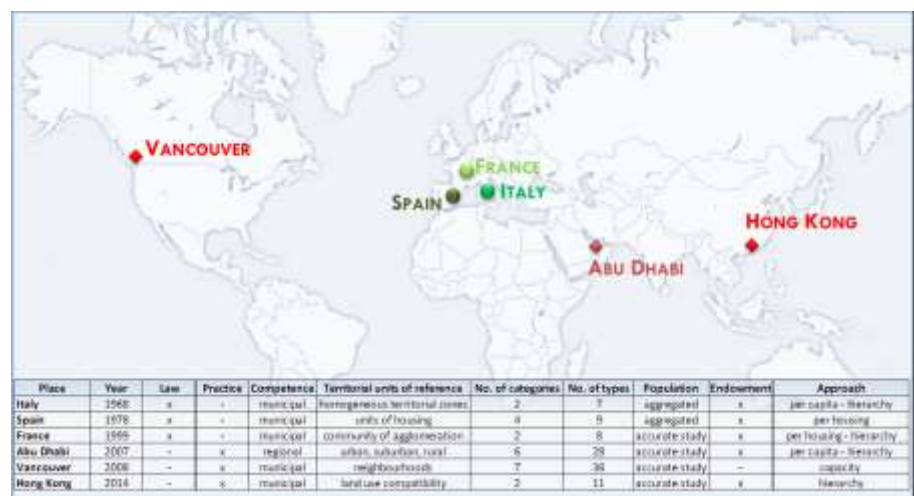 VANCOUVER
FRANCE
SPAIN
ITALY
HONG KONG
ABU DHABI
Place Year Law Practice Competence Territorial units of reference No. of categories No. of types Population Endowment Approach
Italy 1968 x - municipal homogeneous territorial zones 2 7 aggregated x per capita - hierarchy
Spain 1978 x - municipal units of housing 4 9 aggregated x per housing
France 1999 x - municipal community of agglomeration 2 8 accurate study x per housing - hierarchy
Abu Dhabi 2007 - x regional urban, suburban, rural 6 29 accurate study x per capita - hierarchy
Vancouver 2008 - x municipal neighbourhoods 7 36 accurate study - capacity
Hong Kong 2014 - x municipal land use compatibility 2 11 accurate study x hierarchy